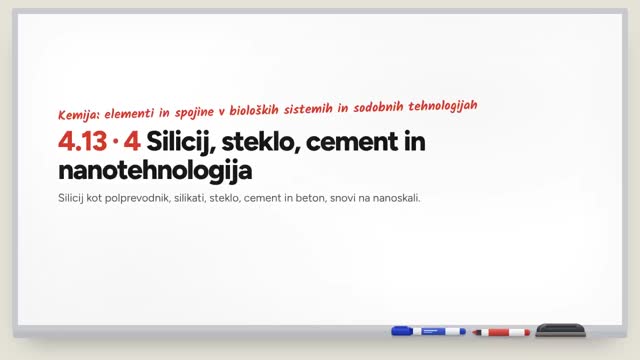 Kemija: elementi in spojine v bioloških sistemih in sodobnih tehnologijah
4.13 · 4 Silicij, steklo, cement in
nanotehnologija
Silicij kot polprevodnik, silikati, steklo, cement in beton, snovi na nanoskali.